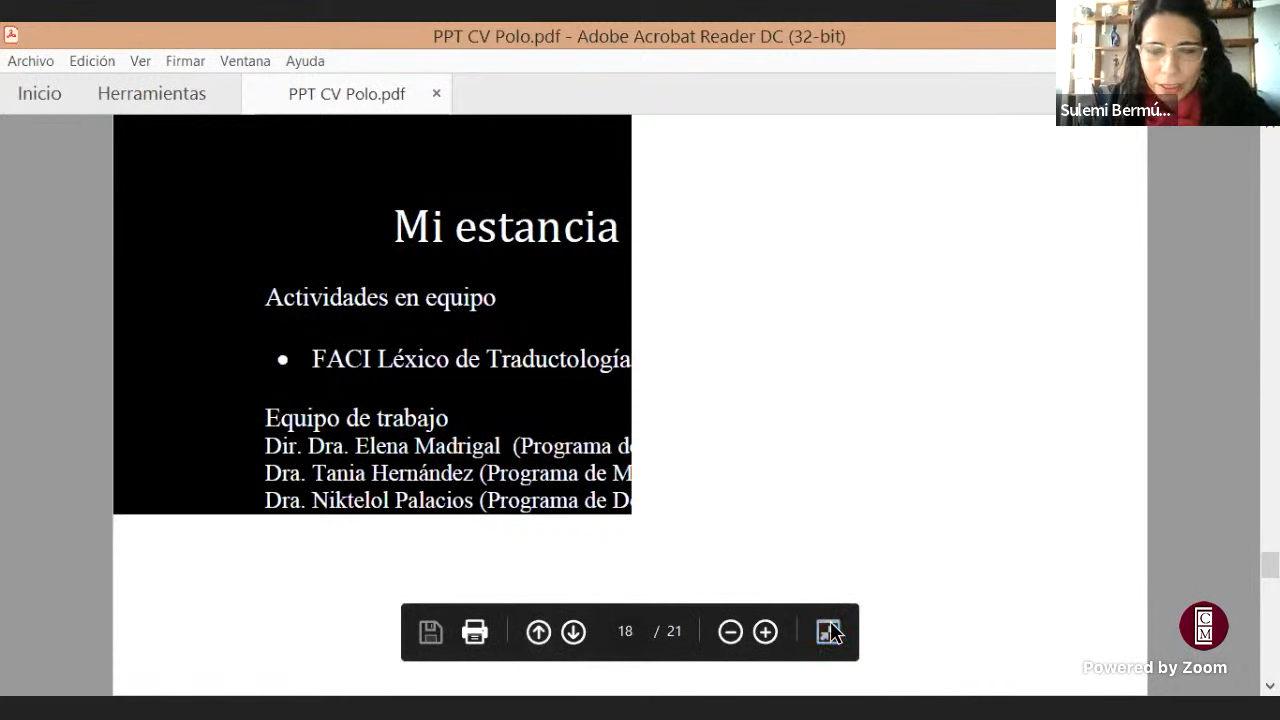 PPT CV Polo.pdf - Adobe Acrobat Reader DC (32-bit)
Archivo Edición Ver Firmar Ventana Ayuda
Inicio Herramientas PPT CV Polo.pdf ×
Sulemi Bermú...
Mi estancia
Actividades en equipo
• FACI Léxico de Traductología
Equipo de trabajo
Dir. Dra. Elena Madrigal (Programa de
Dra. Tania Hernández (Programa de M
Dra. Niktelol Palacios (Programa de D
18 / 21
C
M
Powered by Zoom